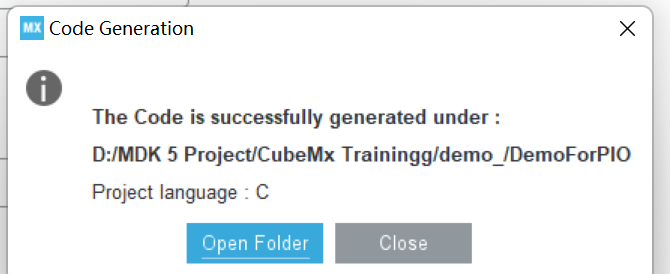 MX Code Generation
The Code is successfully generated under :
D:/MDK 5 Project/CubeMx Trainingg/demo_/DemoForPIO
Project language : C
Open Folder Close